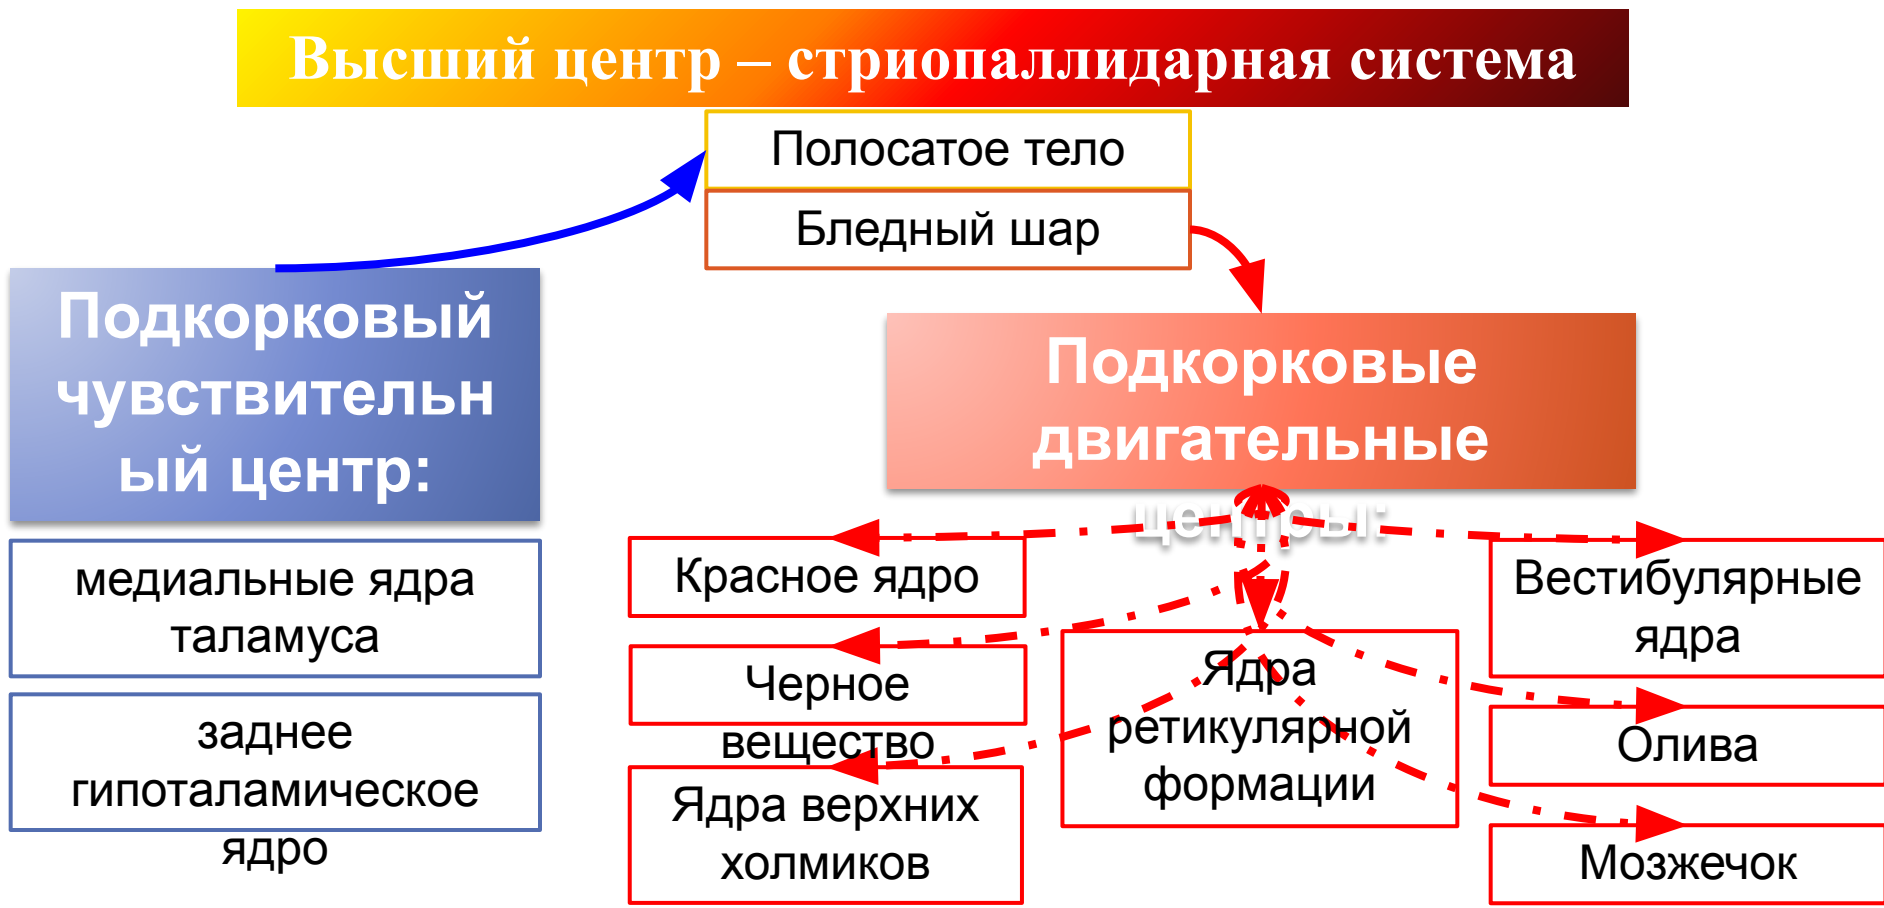 Высший центр – стриопаллидарная система
Полосатое тело
Бледный шар
Подкорковый
чувствительн
ый центр:
медиальные ядра
таламуса
заднее
гипоталамическое
ядро
Подкорковые
двигательные
центры:
Красное ядро
Черное
вещество
Ядра верхних
холмиков
Ядра
ретикулярной
формации
Вестибулярные
ядра
Олива
Мозжечок